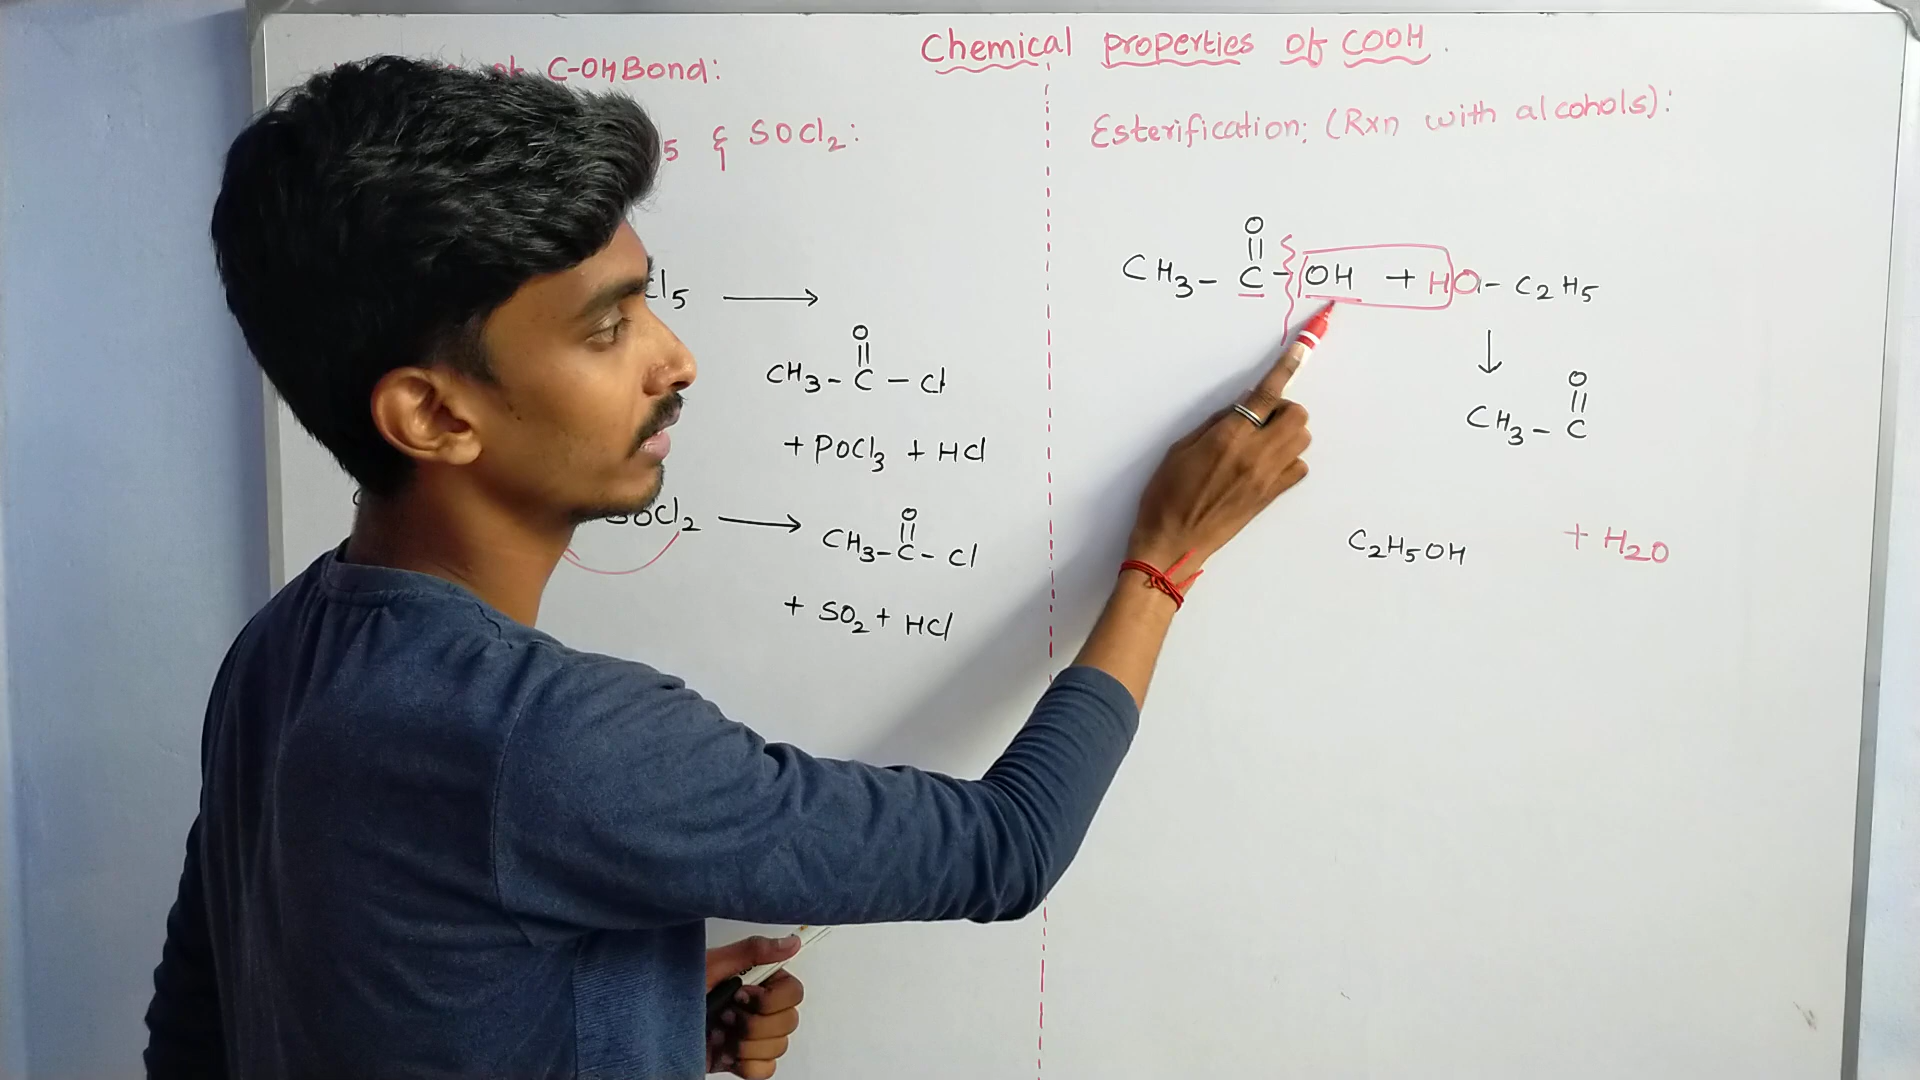 Chemical properties of COOH.
C-OH Bond:
5 & SOCl2:
Cl5 ⟶
O
||
CH3 - C - Cl
+ POCl3 + HCl
SOCl2 ⟶
O
||
CH3 - C - Cl
+ SO2 + HCl
Esterification: (Rxn with alcohols):
O
||
CH3 - C - OH + HO - C2H5
↓
O
||
CH3 - C
C2H5OH + H2O